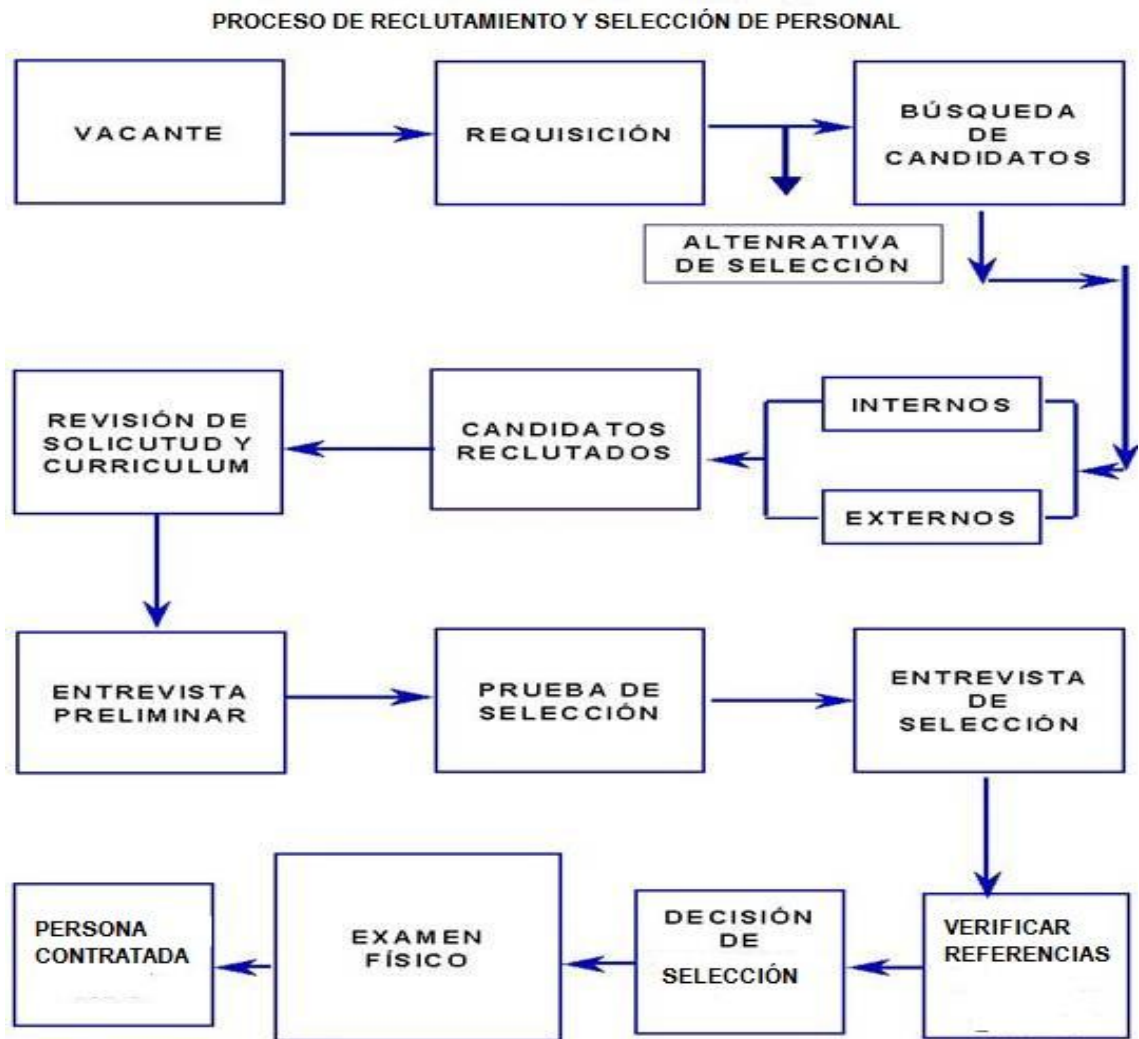 PROCESO DE RECLUTAMIENTO Y SELECCIÓN DE PERSONAL
VACANTE
REQUISICIÓN
BÚSQUEDA
DE
CANDIDATOS
ALTENRATIVA
DE SELECCIÓN
INTERNOS
EXTERNOS
CANDIDATOS
RECLUTADOS
REVISIÓN DE
SOLICUTUD Y
CURRICULUM
ENTREVISTA
PRELIMINAR
PRUEBA DE
SELECCIÓN
ENTREVISTA
DE
SELECCIÓN
VERIFICAR
REFERENCIAS
DECISIÓN
DE
SELECCIÓN
EXAMEN
FÍSICO
PERSONA
CONTRATADA